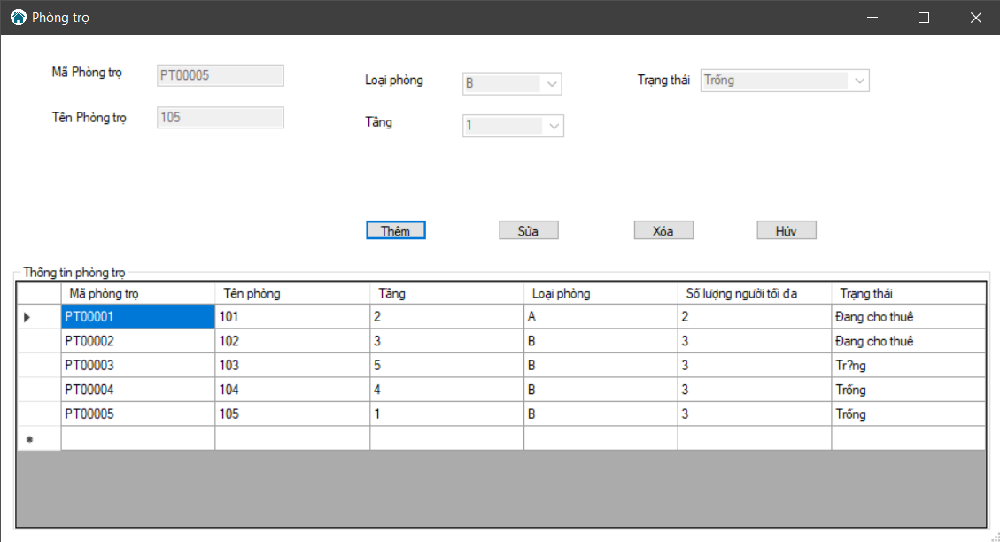 Phòng trọ
Mã Phòng trọ PT00005 Loại phòng B Trạng thái Trống
Tên Phòng trọ 105 Tầng 1
Thêm Sửa Xóa Hủy
Thông tin phòng trọ
Mã phòng trọ Tên phòng Tầng Loại phòng Số lượng người tối đa Trạng thái
PT00001 101 2 A 2 Đang cho thuê
PT00002 102 3 B 3 Đang cho thuê
PT00003 103 5 B 3 Tr?ng
PT00004 104 4 B 3 Trống
PT00005 105 1 B 3 Trống